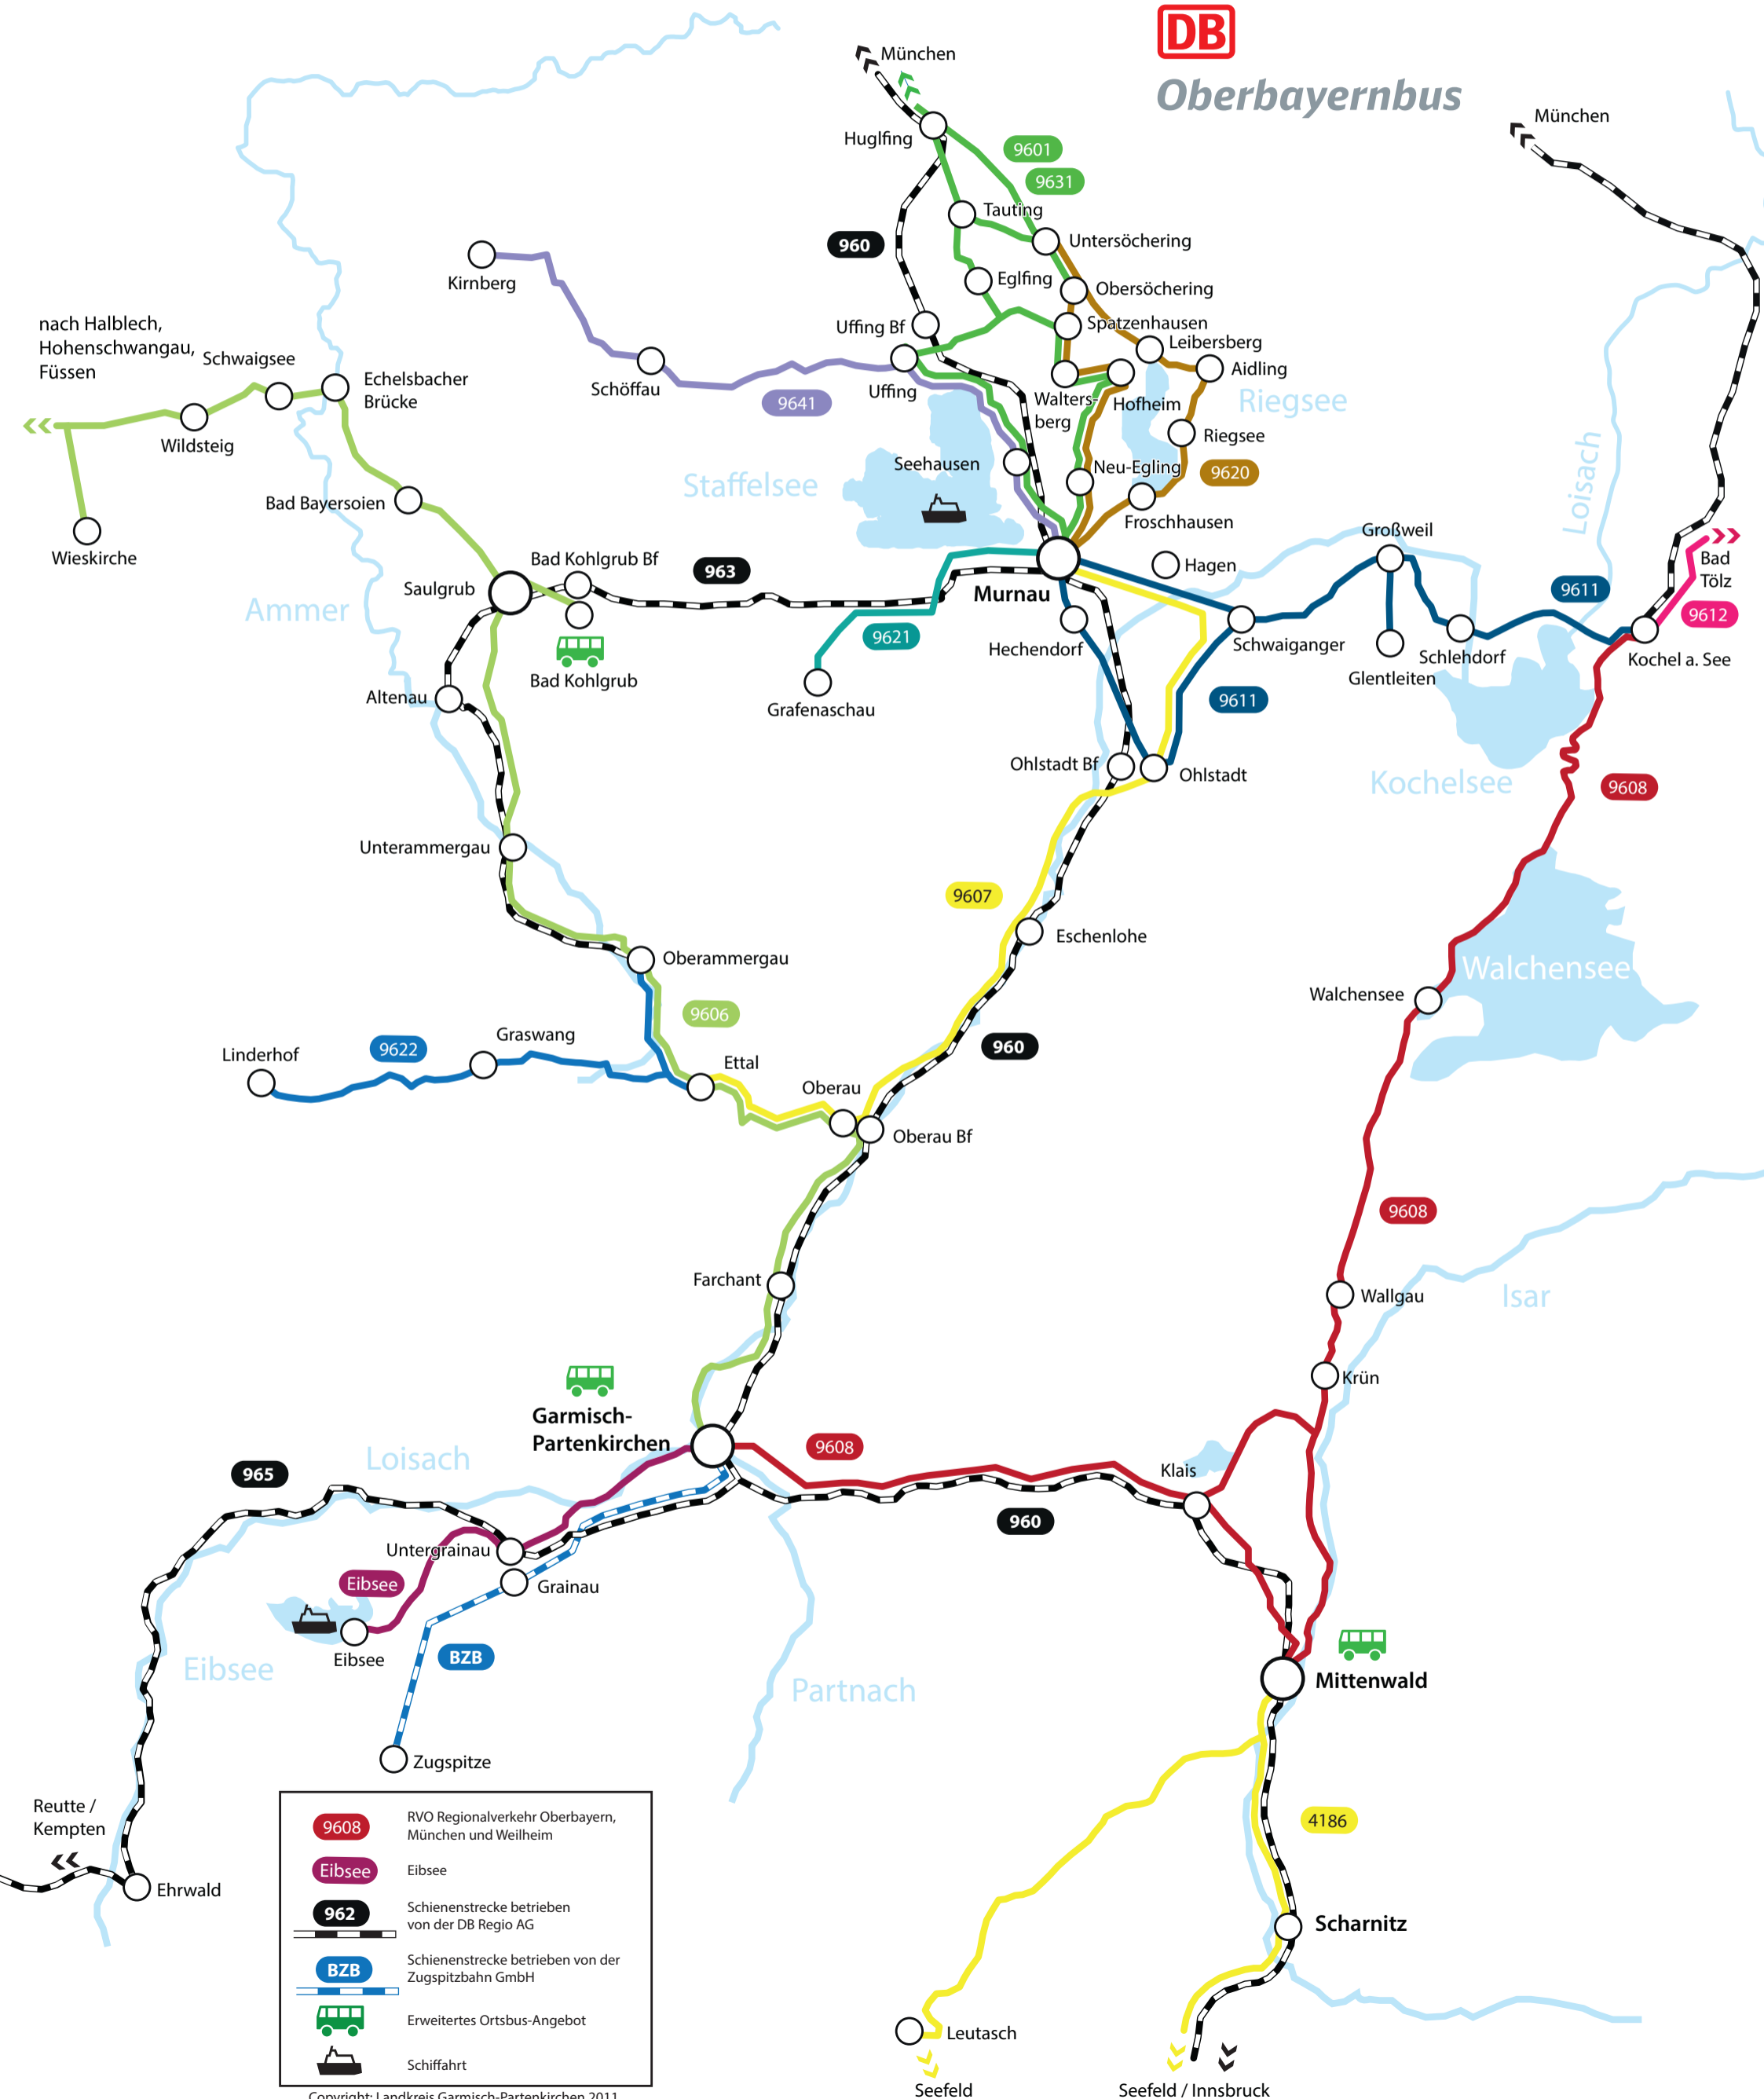 DB
Oberbayernbus
München
München
Huglfing
9601
9631
Tauting
Untersöchering
960
Eglfing
Obersöchering
Kirnberg
Uffing Bf
Spatzenhausen
Leibersberg
Aidling
nach Halblech,
Hohenschwangau,
Füssen
Schwaigsee
Echelsbacher
Brücke
Schöffau
9641
Uffing
Walters-
berg
Hofheim
Riegsee
Wildsteig
Riegsee
Seehausen
Neu-Egling
9620
Staffelsee
Loisach
Bad Bayersoien
Froschhausen
Großweil
Wieskirche
Bad Kohlgrub Bf
963
Hagen
Bad
Tölz
Saulgrub
Murnau
9611
9612
Ammer
9621
Hechendorf
Schwaiganger
Schlehdorf
Kochel a. See
Bad Kohlgrub
Glentleiten
Altenau
Grafenaschau
9611
Ohlstadt Bf
Ohlstadt
Kochelsee
9608
Unterammergau
9607
Eschenlohe
Oberammergau
Walchensee
Walchensee
9606
Graswang
9622
Linderhof
960
Ettal
Oberau
Oberau Bf
9608
Farchant
Wallgau
Isar
Krün
Garmisch-
Partenkirchen
Loisach
9608
965
Klais
960
Untergrainau
Eibsee
Grainau
Eibsee
Eibsee
BZB
Partnach
Mittenwald
Zugspitze
Reutte /
Kempten
4186
Ehrwald
Scharnitz
9608
RVO Regionalverkehr Oberbayern,
München und Weilheim
Eibsee
Eibsee
962
Schienenstrecke betrieben
von der DB Regio AG
BZB
Schienenstrecke betrieben von der
Zugspitzbahn GmbH
Erweitertes Ortsbus-Angebot
Schiffahrt
Leutasch
Seefeld
Seefeld / Innsbruck
Copyright: Landkreis Garmisch-Partenkirchen 2011